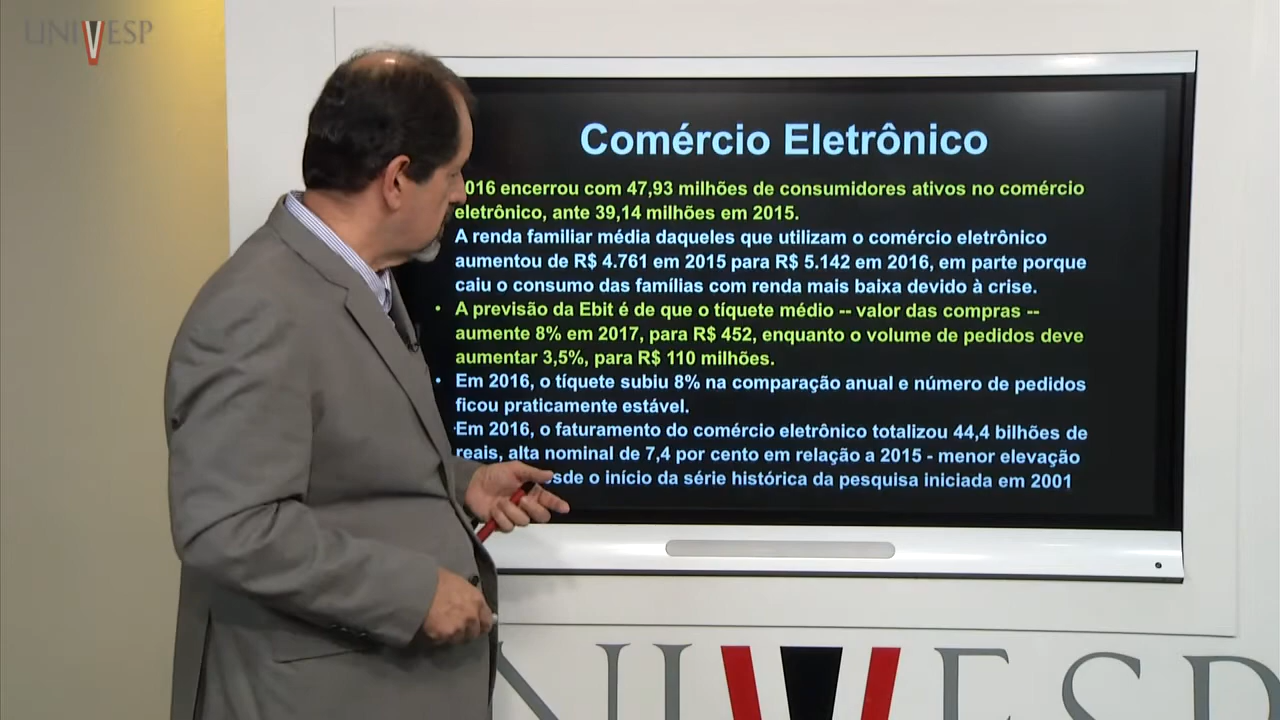 UNIVESP
Comércio Eletrônico
2016 encerrou com 47,93 milhões de consumidores ativos no comércio
eletrônico, ante 39,14 milhões em 2015.
A renda familiar média daqueles que utilizam o comércio eletrônico
aumentou de R$ 4.761 em 2015 para R$ 5.142 em 2016, em parte porque
caiu o consumo das famílias com renda mais baixa devido à crise.
• A previsão da Ebit é de que o tíquete médio -- valor das compras --
aumente 8% em 2017, para R$ 452, enquanto o volume de pedidos deve
aumentar 3,5%, para R$ 110 milhões.
• Em 2016, o tíquete subiu 8% na comparação anual e número de pedidos
ficou praticamente estável.
Em 2016, o faturamento do comércio eletrônico totalizou 44,4 bilhões de
reais, alta nominal de 7,4 por cento em relação a 2015 - menor elevação
desde o início da série histórica da pesquisa iniciada em 2001
UNIVESP